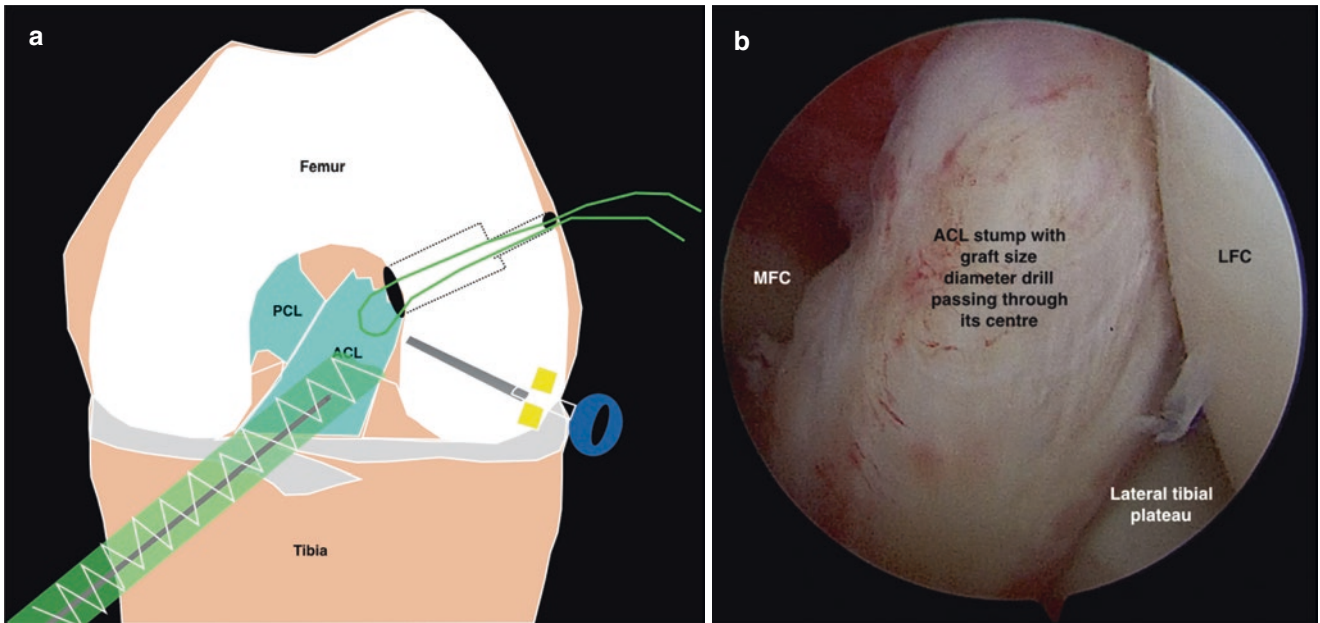 a
Femur
PCL
ACL
Tibia
b
MFC
ACL stump with
graft size
diameter drill
passing through
its centre
LFC
Lateral tibial
plateau